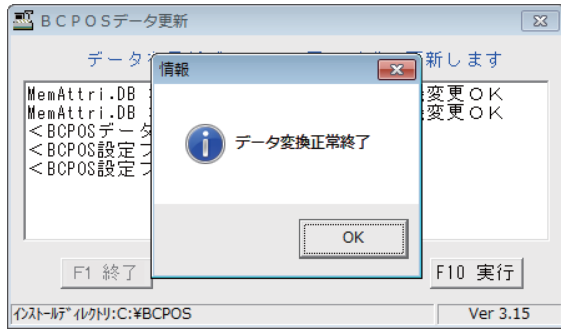 BCPOSデータ更新
データ
新します
情報
MemAttri.DB
変更OK
MemAttri.DB
変更OK
<BCPOSデータ
<BCPOS設定フ
<BCPOS設定フ
データ変換正常終了
OK
F1 終了
F10 実行
ｲﾝｽﾄｰﾙﾃﾞｨﾚｸﾄﾘ:C:¥BCPOS
Ver 3.15